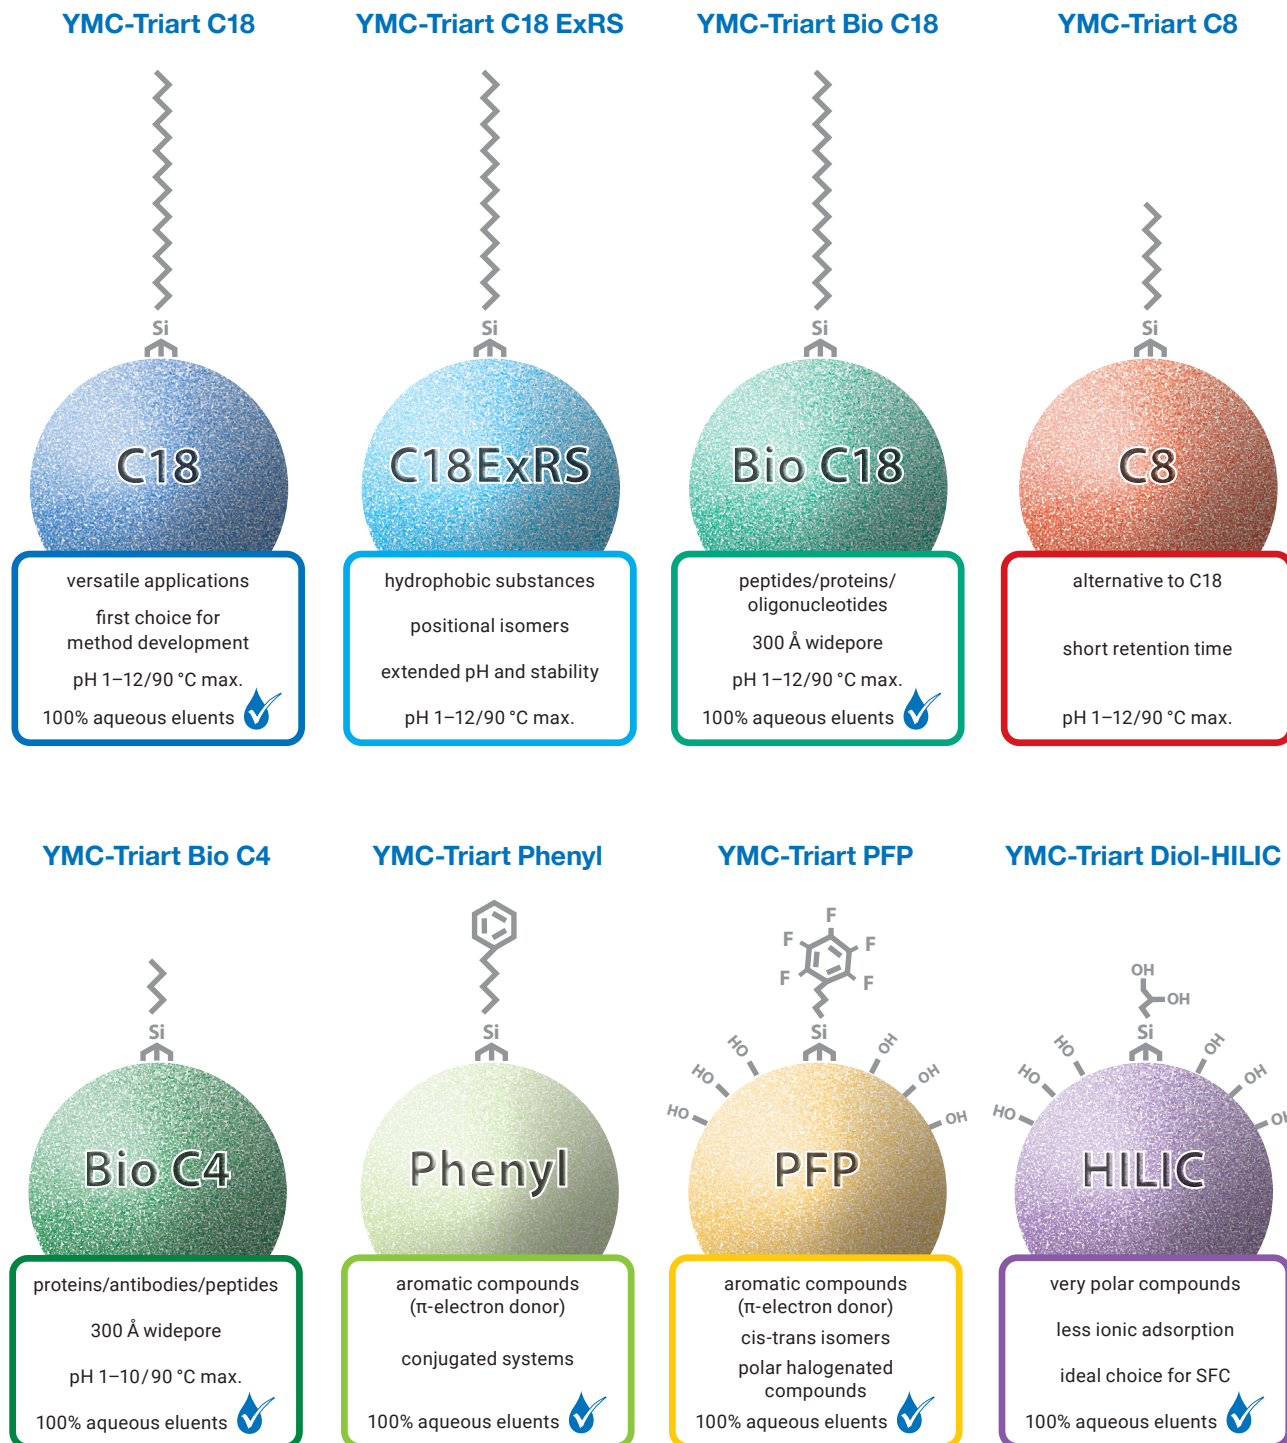 YMC-Triart C18
YMC-Triart C18 ExRS
YMC-Triart Bio C18
YMC-Triart C8
Si
Si
Si
Si
C18
C18ExRS
Bio C18
C8
versatile applications
first choice for
method development
pH 1–12/90 °C max.
100% aqueous eluents
hydrophobic substances
positional isomers
extended pH and stability
pH 1–12/90 °C max.
peptides/proteins/
oligonucleotides
300 Å widepore
pH 1–12/90 °C max.
100% aqueous eluents
alternative to C18
short retention time
pH 1–12/90 °C max.
YMC-Triart Bio C4
YMC-Triart Phenyl
YMC-Triart PFP
YMC-Triart Diol-HILIC
Si
Si
F
F
F
F
F
Si
HO
HO
HO
OH
OH
OH
OH
OH
Si
HO
HO
HO
OH
OH
OH
Bio C4
Phenyl
PFP
HILIC
proteins/antibodies/peptides
300 Å widepore
pH 1–10/90 °C max.
100% aqueous eluents
aromatic compounds
(π-electron donor)
conjugated systems
100% aqueous eluents
aromatic compounds
(π-electron donor)
cis-trans isomers
polar halogenated
compounds
100% aqueous eluents
very polar compounds
less ionic adsorption
ideal choice for SFC
100% aqueous eluents